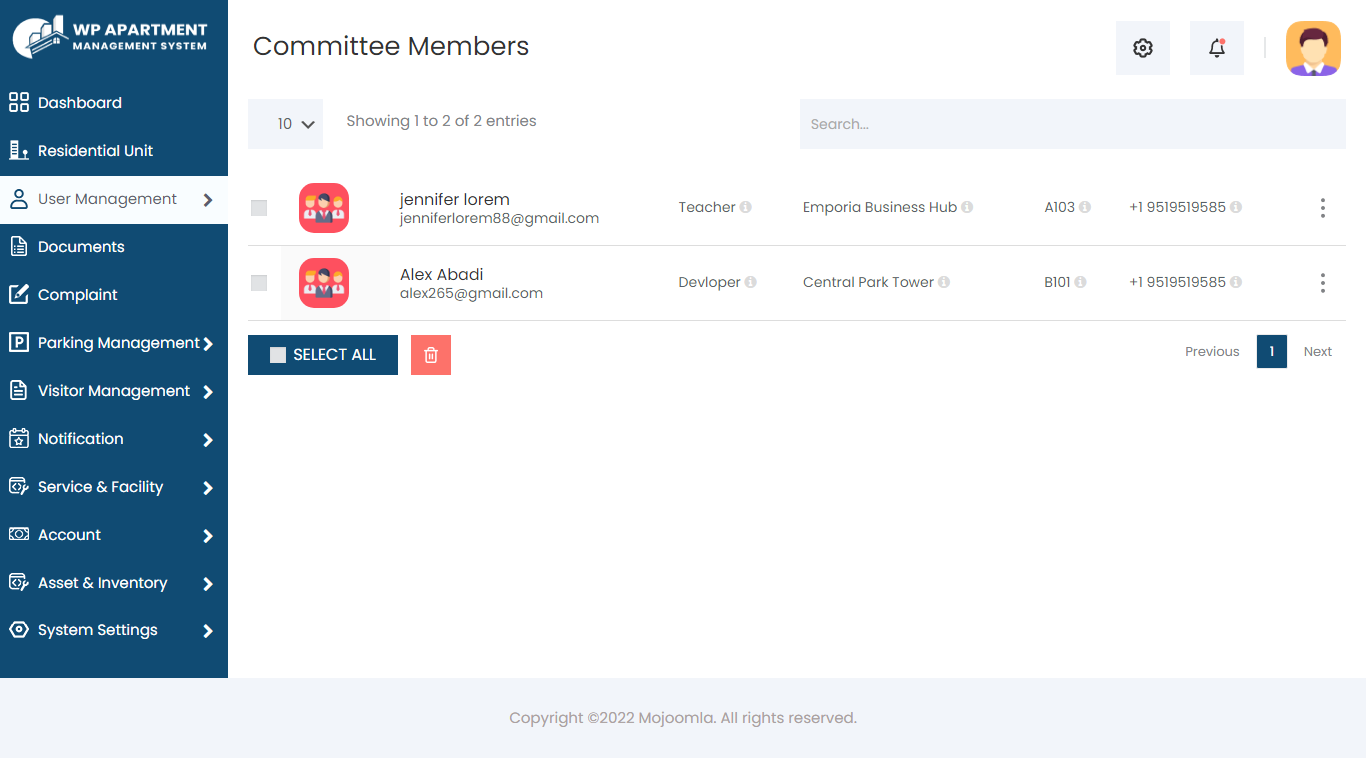 WP APARTMENT
MANAGEMENT SYSTEM
Dashboard
Residential Unit
User Management
Documents
Complaint
Parking Management
Visitor Management
Notification
Service & Facility
Account
Asset & Inventory
System Settings
Committee Members
10
Showing 1 to 2 of 2 entries
Search...
jennifer lorem
jenniferlorem88@gmail.com
Teacher
Emporia Business Hub
A103
+1 9519519585
Alex Abadi
alex265@gmail.com
Devloper
Central Park Tower
B101
+1 9519519585
SELECT ALL
Previous
1
Next
Copyright ©2022 Mojoomla. All rights reserved.